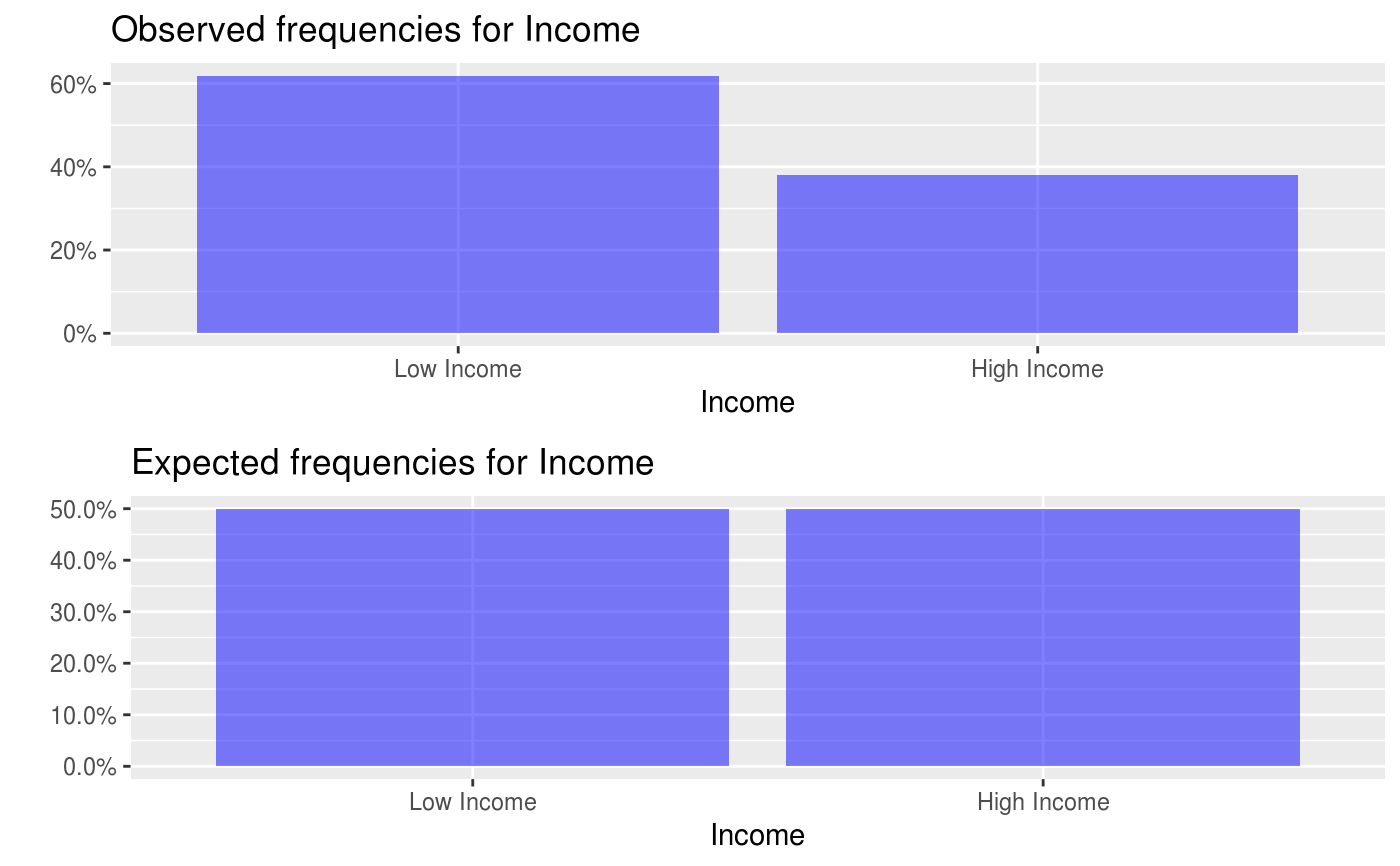 Observed frequencies for Income
60%
40%
20%
0%
Low Income
High Income
Income
Expected frequencies for Income
50.0%
40.0%
30.0%
20.0%
10.0%
0.0%
Low Income
High Income
Income